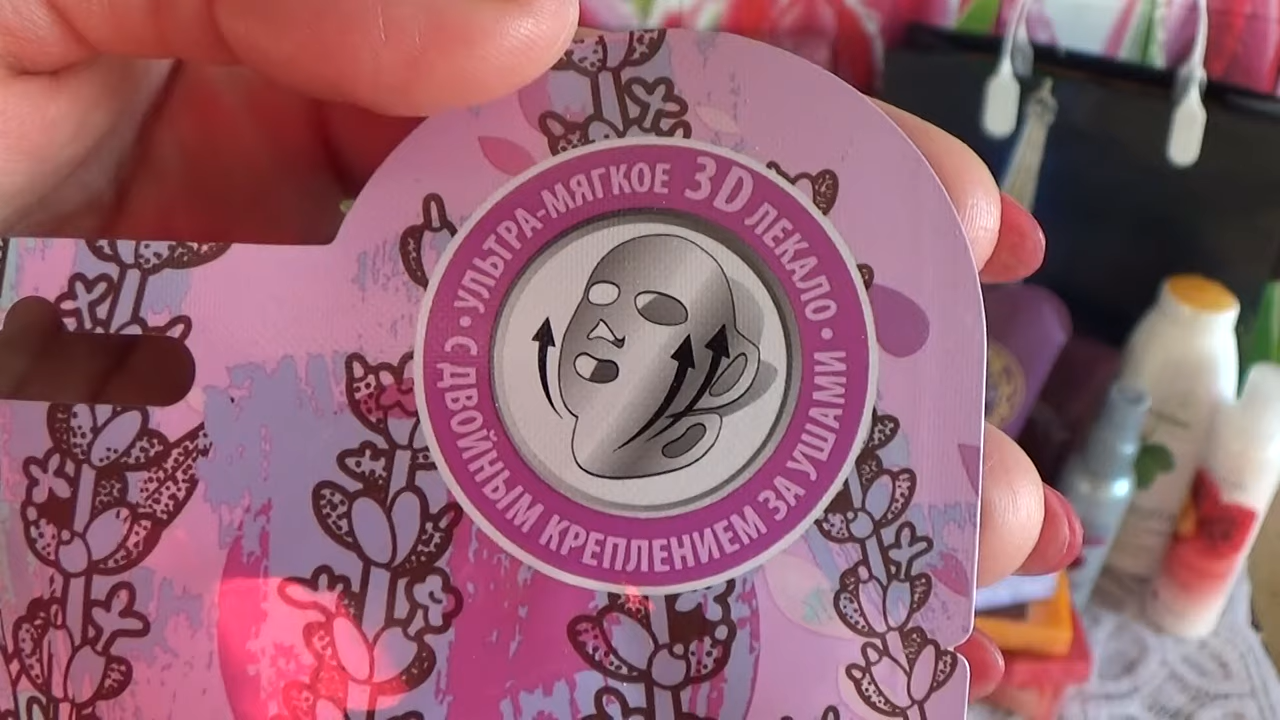 УЛЬТРА-МЯГКОЕ 3D ЛЕКАЛО
• С ДВОЙНЫМ КРЕПЛЕНИЕМ ЗА УШАМИ •